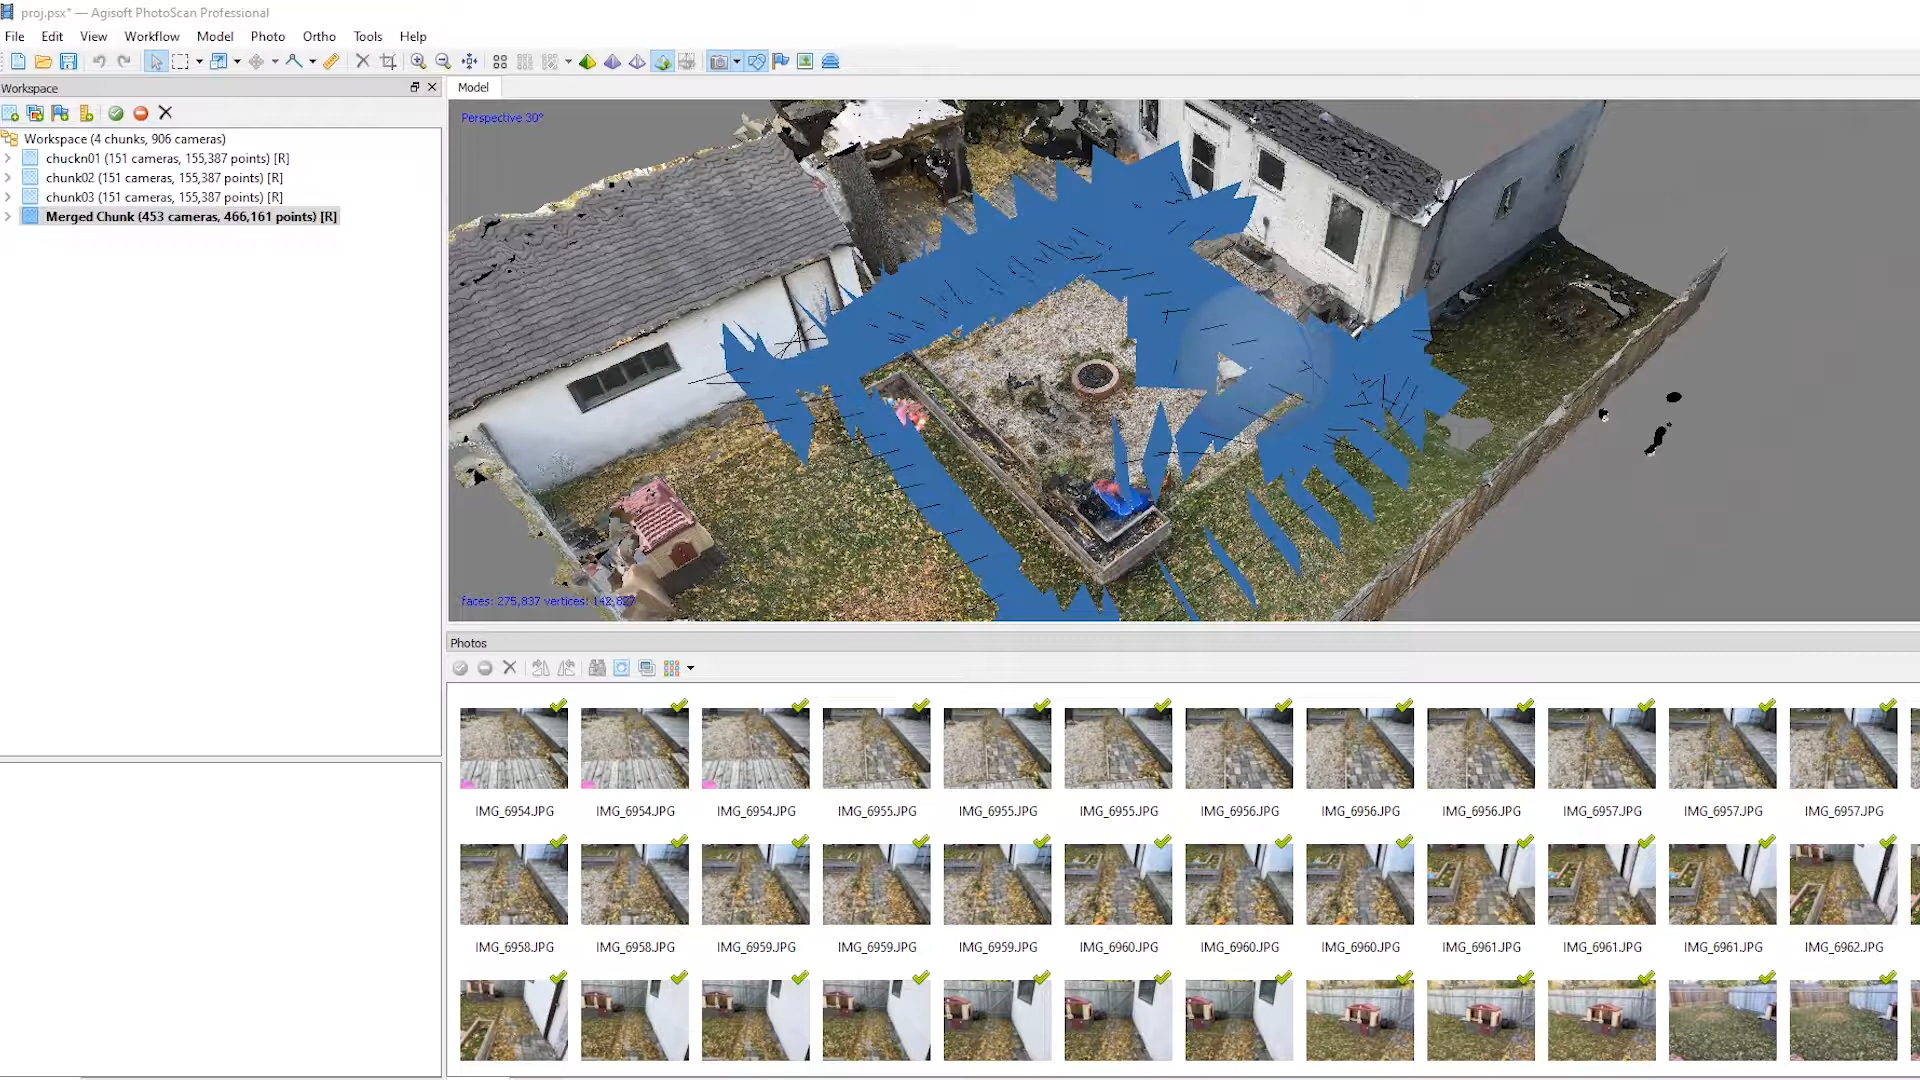 proj.psx* — Agisoft PhotoScan Professional
File Edit View Workflow Model Photo Ortho Tools Help
Workspace
Model
Workspace (4 chunks, 906 cameras)
chuckn01 (151 cameras, 155,387 points) [R]
chunk02 (151 cameras, 155,387 points) [R]
chunk03 (151 cameras, 155,387 points) [R]
Merged Chunk (453 cameras, 466,161 points) [R]
Perspective 30°
faces: 275,837 vertices: 142,827
Photos
IMG_6954.JPG IMG_6954.JPG IMG_6954.JPG IMG_6955.JPG IMG_6955.JPG IMG_6955.JPG IMG_6956.JPG IMG_6956.JPG IMG_6956.JPG IMG_6957.JPG IMG_6957.JPG IMG_6957.JPG
IMG_6958.JPG IMG_6958.JPG IMG_6959.JPG IMG_6959.JPG IMG_6959.JPG IMG_6960.JPG IMG_6960.JPG IMG_6960.JPG IMG_6961.JPG IMG_6961.JPG IMG_6961.JPG IMG_6962.JPG